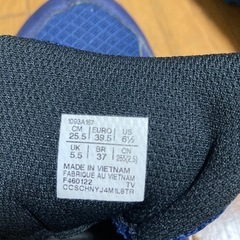 1093A167
CM EURO US
25.5 39.5 6½
UK BR CN
5.5 37 255(2.5)
MADE IN VIETNAM
FABRIQUE AU VIETNAM
F460122 TV
CCSCHNYJ4M1L8TR